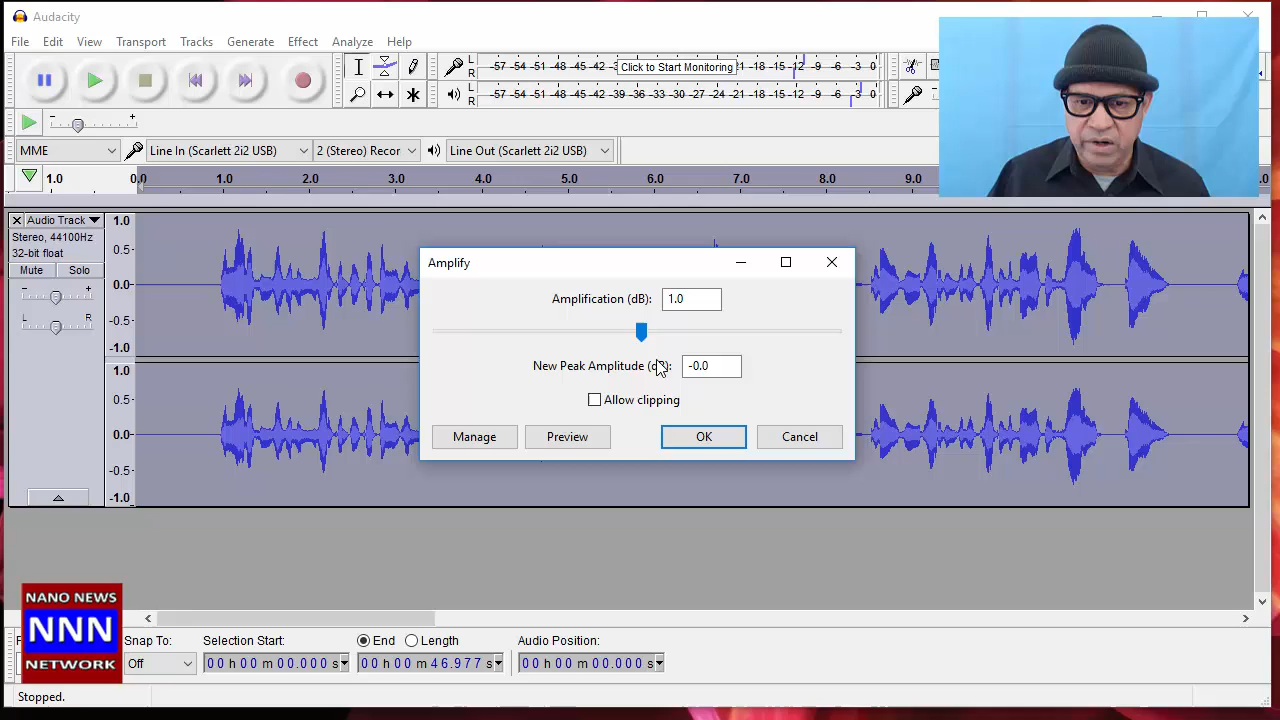 Audacity
File Edit View Transport Tracks Generate Effect Analyze Help
L
R
-57 -54 -51 -48 Click to Start Monitoring -21 -18 -15 -12 -3 0
L
R
-57 -54 -51 -48 -45 -42 -39 -36 -33 -30 -27 -24 -21 -18 -15 -12 -9 -6 -3 0
- +
MME Line In (Scarlett 2i2 USB) 2 (Stereo) Recor Line Out (Scarlett 2i2 USB)
1.0 0.0 1.0 2.0 3.0 4.0 5.0 6.0 7.0 8.0 9.0
Audio Track
Stereo, 44100Hz
32-bit float
Mute Solo
- +
L R
1.0
0.5
0.0
-0.5
-1.0
1.0
0.5
0.0
-0.5
-1.0
Amplify
Amplification (dB): 1.0
New Peak Amplitude (dB): -0.0
Allow clipping
Manage Preview OK Cancel
NANO NEWS
NNN
NETWORK
Snap To: Selection Start: End Length Audio Position:
Off 00 h 00 m 00.000 s 00 h 00 m 46.977 s 00 h 00 m 00.000 s
Stopped.